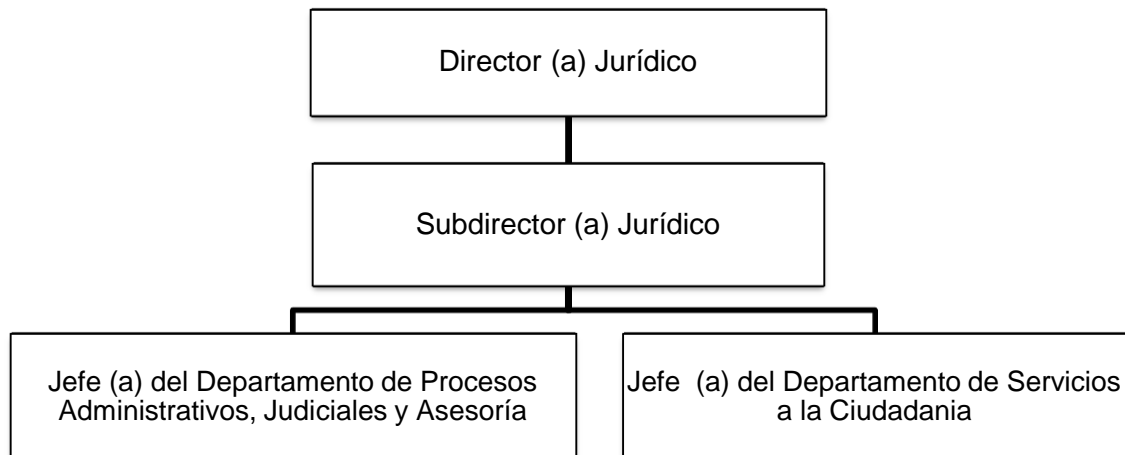 Director (a) Jurídico
Subdirector (a) Jurídico
Jefe (a) del Departamento de Procesos
Administrativos, Judiciales y Asesoría
Jefe (a) del Departamento de Servicios
a la Ciudadania